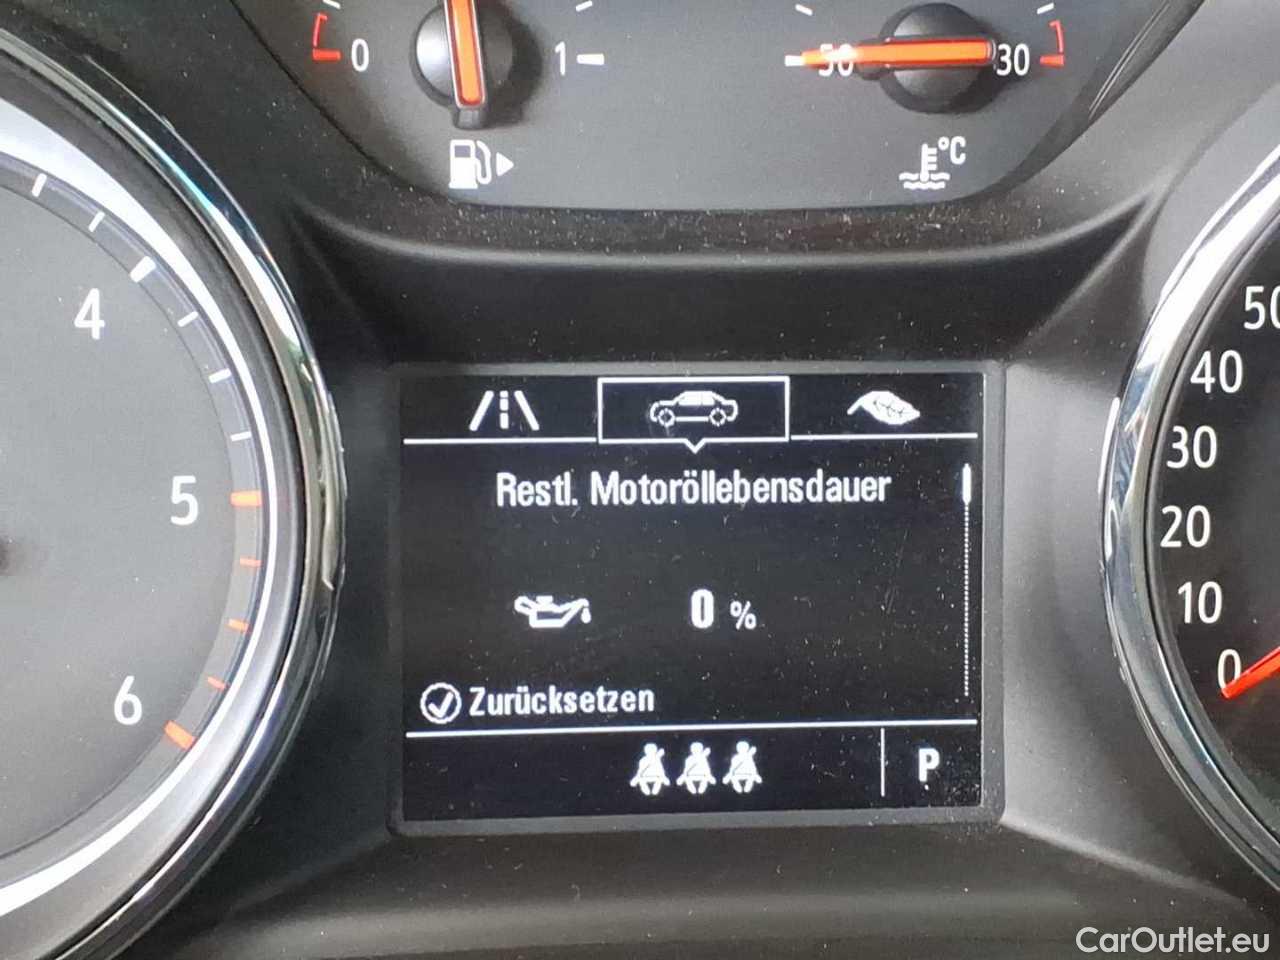 0 1 50 30
°C
4
5
6
50
40
30
20
10
0
Restl. Motoröllebensdauer
0 %
Zurücksetzen
P
CarOutlet.eu